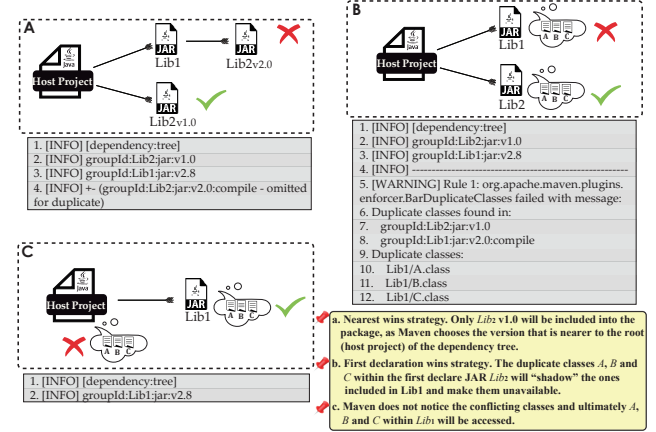 A
Java
Host Project
JAR
Lib1
JAR
Lib2v2.0
JAR
Lib2v1.0
1. [INFO] [dependency:tree]
2. [INFO] groupId:Lib2:jar:v1.0
3. [INFO] groupId:Lib1:jar:v2.8
4. [INFO] +- (groupId:Lib2:jar:v2.0:compile - omitted
for duplicate)
B
Java
Host Project
JAR
Lib1
A B C
JAR
Lib2
A B C
1. [INFO] [dependency:tree]
2. [INFO] groupId:Lib2:jar:v1.0
3. [INFO] groupId:Lib1:jar:v2.8
4. [INFO] ------------------------------------------------------
5. [WARNING] Rule 1: org.apache.maven.plugins.
enforcer.BarDuplicateClasses failed with message:
6. Duplicate classes found in:
7. groupId:Lib2:jar:v1.0
8. groupId:Lib1:jar:v2.0:compile
9. Duplicate classes:
10. Lib1/A.class
11. Lib1/B.class
12. Lib1/C.class
C
Java
Host Project
A B C
JAR
Lib1
A B C
1. [INFO] [dependency:tree]
2. [INFO] groupId:Lib1:jar:v2.8
a. Nearest wins strategy. Only Lib2 v1.0 will be included into the
package, as Maven chooses the version that is nearer to the root
(host project) of the dependency tree.
b. First declaration wins strategy. The duplicate classes A, B and
C within the first declare JAR Lib2 will “shadow” the ones
included in Lib1 and make them unavailable.
c. Maven does not notice the conflicting classes and ultimately A,
B and C within Lib1 will be accessed.